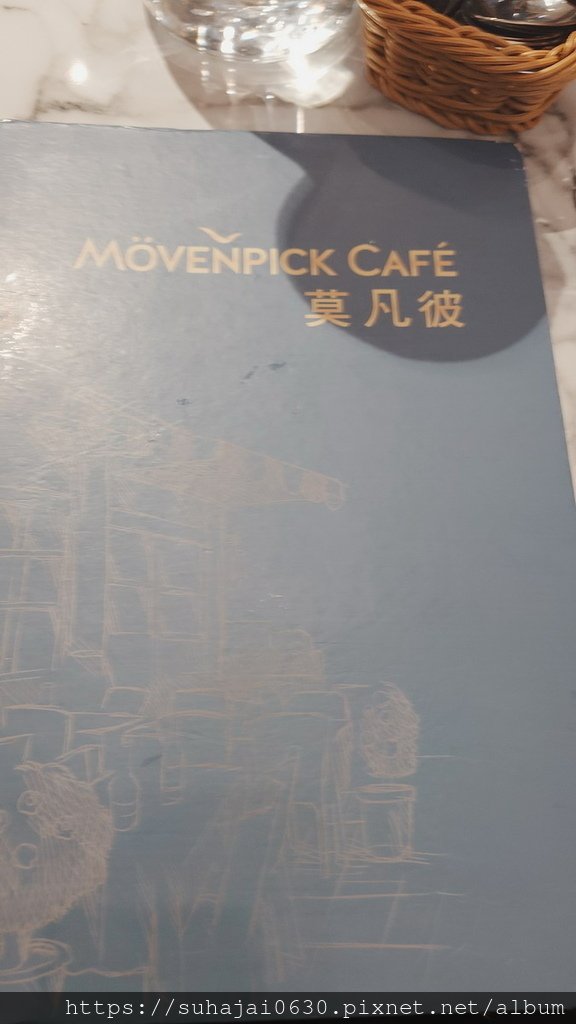 MÖVENPICK CAFÉ
莫凡彼
https://suhajai0630.pixnet.net/album